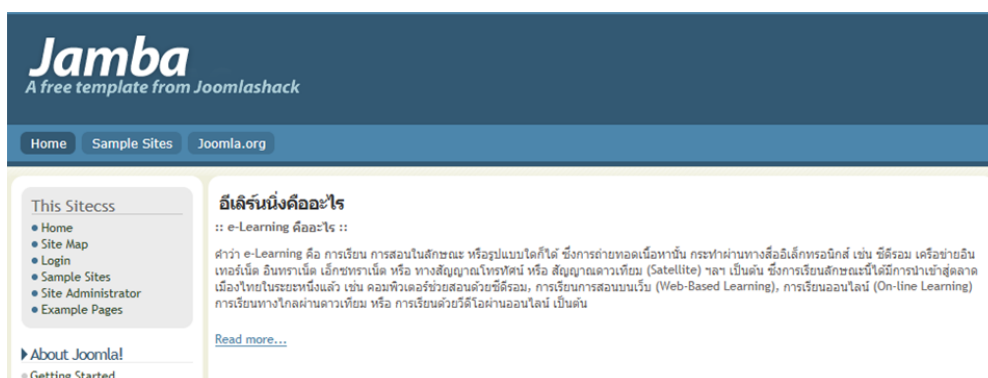 Jamba
A free template from Joomlashack
Home Sample Sites Joomla.org
This Sitecss
Home
Site Map
Login
Sample Sites
Site Administrator
Example Pages
About Joomla!
Getting Started
อีเลิร์นนิ่งคืออะไร
:: e-Learning คืออะไร ::
คำว่า e-Learning คือ การเรียน การสอนในลักษณะ หรือรูปแบบใดก็ได้ ซึ่งการถ่ายทอดเนื้อหานั้น กระทำผ่านทางสื่ออิเล็กทรอนิกส์ เช่น ซีดีรอม เครือข่ายอิน
เทอร์เน็ต อินทราเน็ต เอ็กซทราเน็ต หรือ ทางสัญญาณโทรทัศน์ หรือ สัญญาณดาวเทียม (Satellite) ฯลฯ เป็นต้น ซึ่งการเรียนลักษณะนี้ได้มีการนำเข้าสู่ตลาด
เมืองไทยในระยะหนึ่งแล้ว เช่น คอมพิวเตอร์ช่วยสอนด้วยซีดีรอม, การเรียนการสอนบนเว็บ (Web-Based Learning), การเรียนออนไลน์ (On-line Learning)
การเรียนทางไกลผ่านดาวเทียม หรือ การเรียนด้วยวีดีโอผ่านออนไลน์ เป็นต้น
Read more...